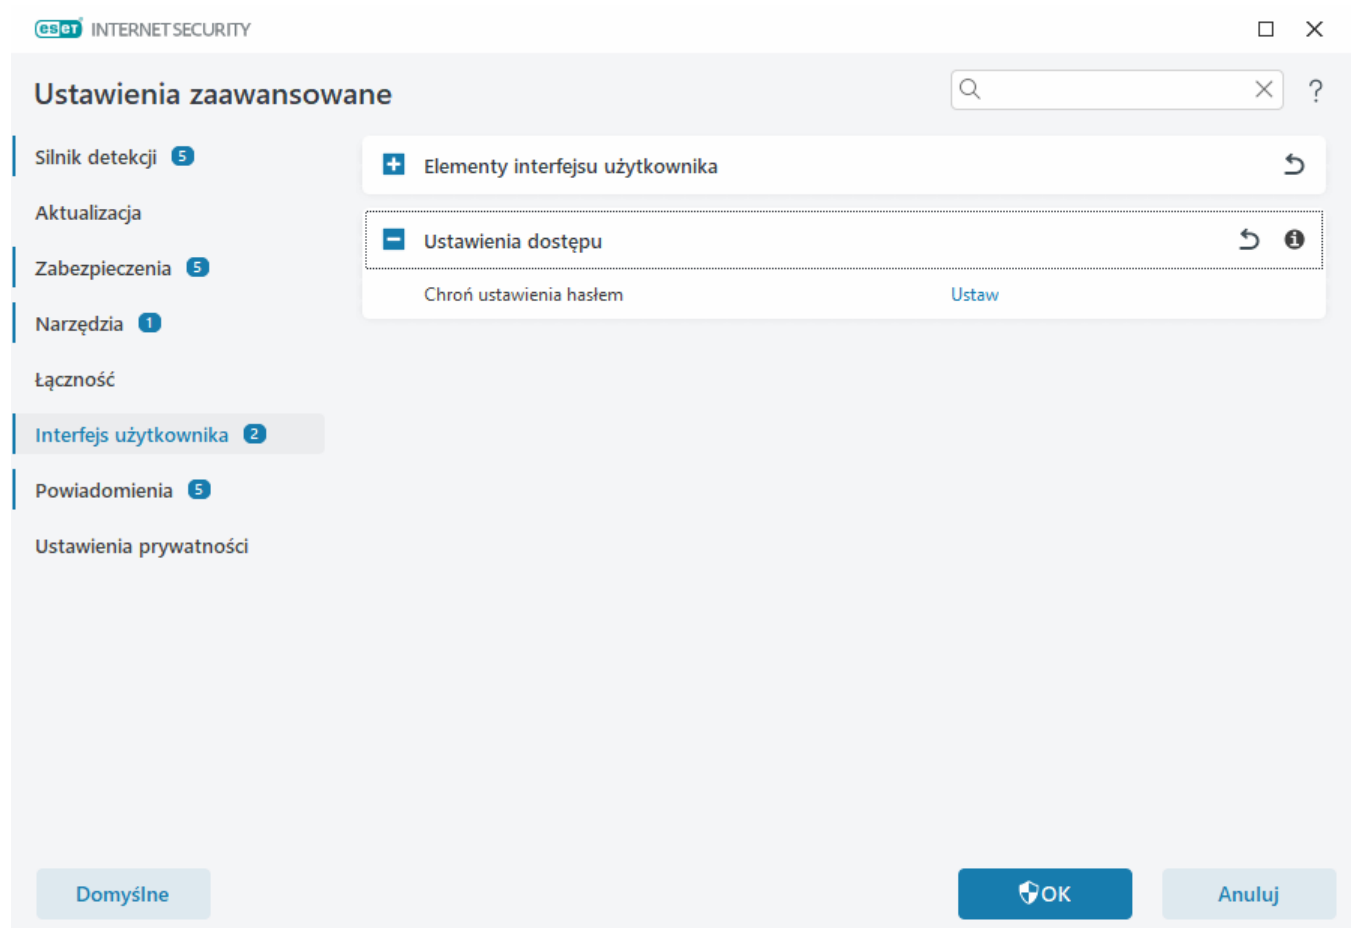 eset INTERNET SECURITY
Ustawienia zaawansowane
?
Silnik detekcji 5
Aktualizacja
Zabezpieczenia 5
Narzędzia 1
Łączność
Interfejs użytkownika 2
Powiadomienia 5
Ustawienia prywatności
Elementy interfejsu użytkownika
Ustawienia dostępu
Chroń ustawienia hasłem Ustaw
Domyślne
OK
Anuluj